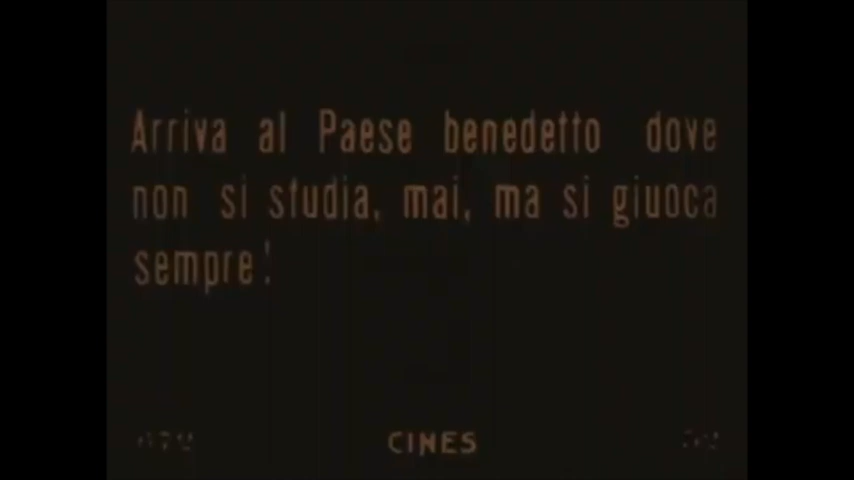 Arriva al Paese benedetto dove
non si studia, mai, ma si giuoca
sempre!
CINES